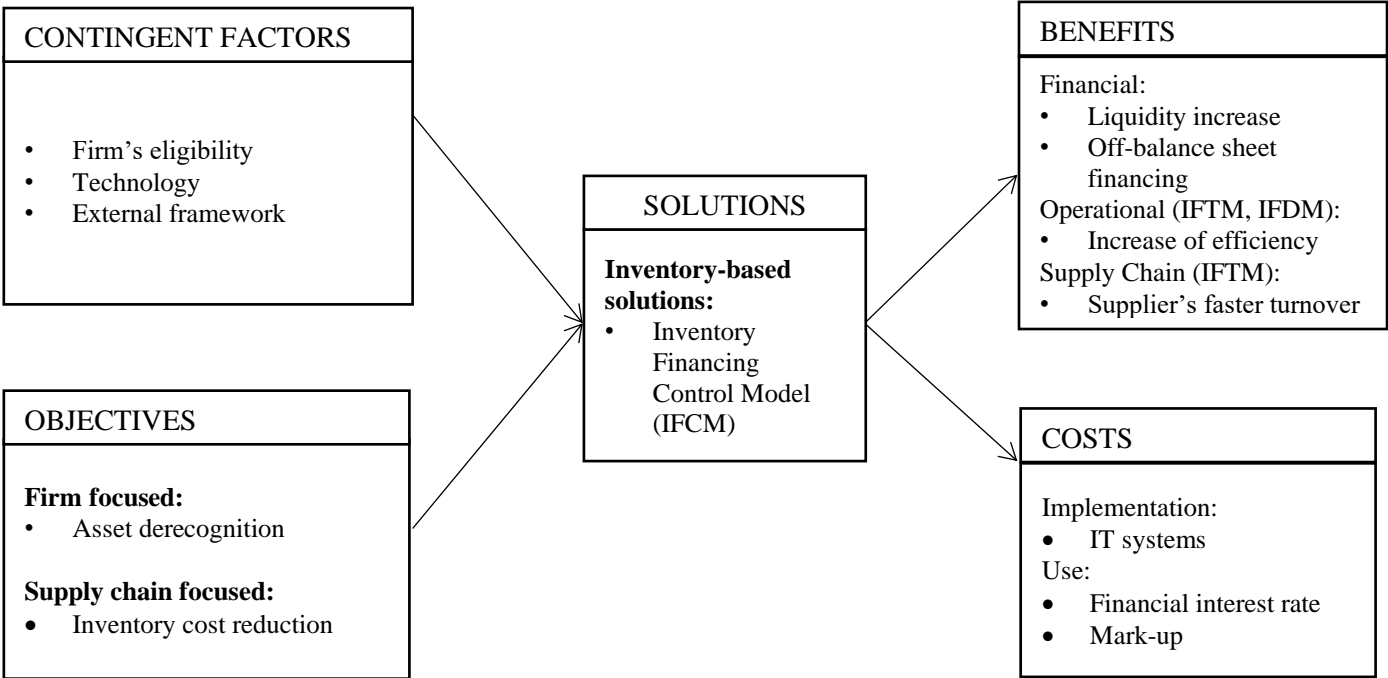 CONTINGENT FACTORS
• Firm’s eligibility
• Technology
• External framework
OBJECTIVES
Firm focused:
• Asset derecognition
Supply chain focused:
• Inventory cost reduction
SOLUTIONS
Inventory-based
solutions:
• Inventory
Financing
Control Model
(IFCM)
BENEFITS
Financial:
• Liquidity increase
• Off-balance sheet
financing
Operational (IFTM, IFDM):
• Increase of efficiency
Supply Chain (IFTM):
• Supplier’s faster turnover
COSTS
Implementation:
• IT systems
Use:
• Financial interest rate
• Mark-up